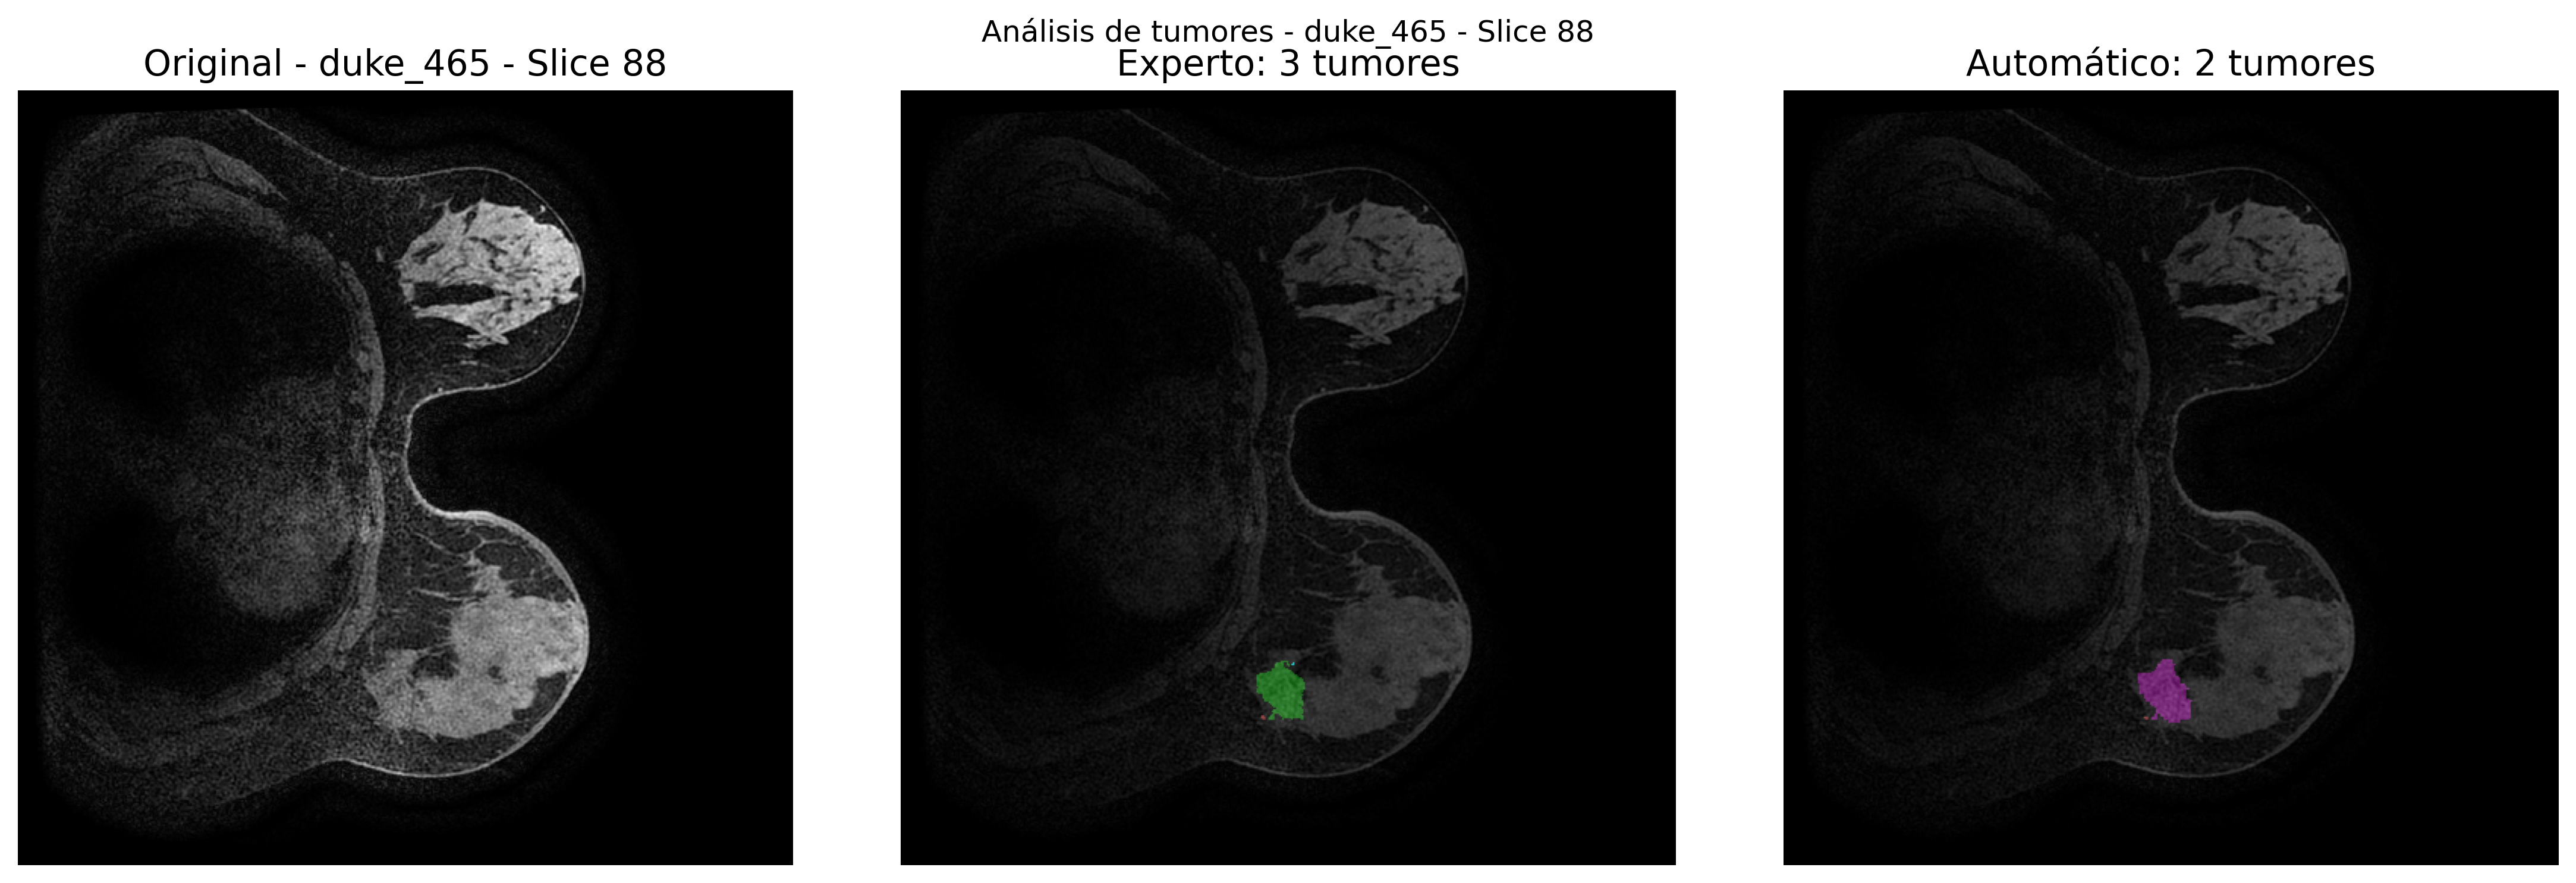 Análisis de tumores - duke_465 - Slice 88
Original - duke_465 - Slice 88
Experto: 3 tumores
Automático: 2 tumores